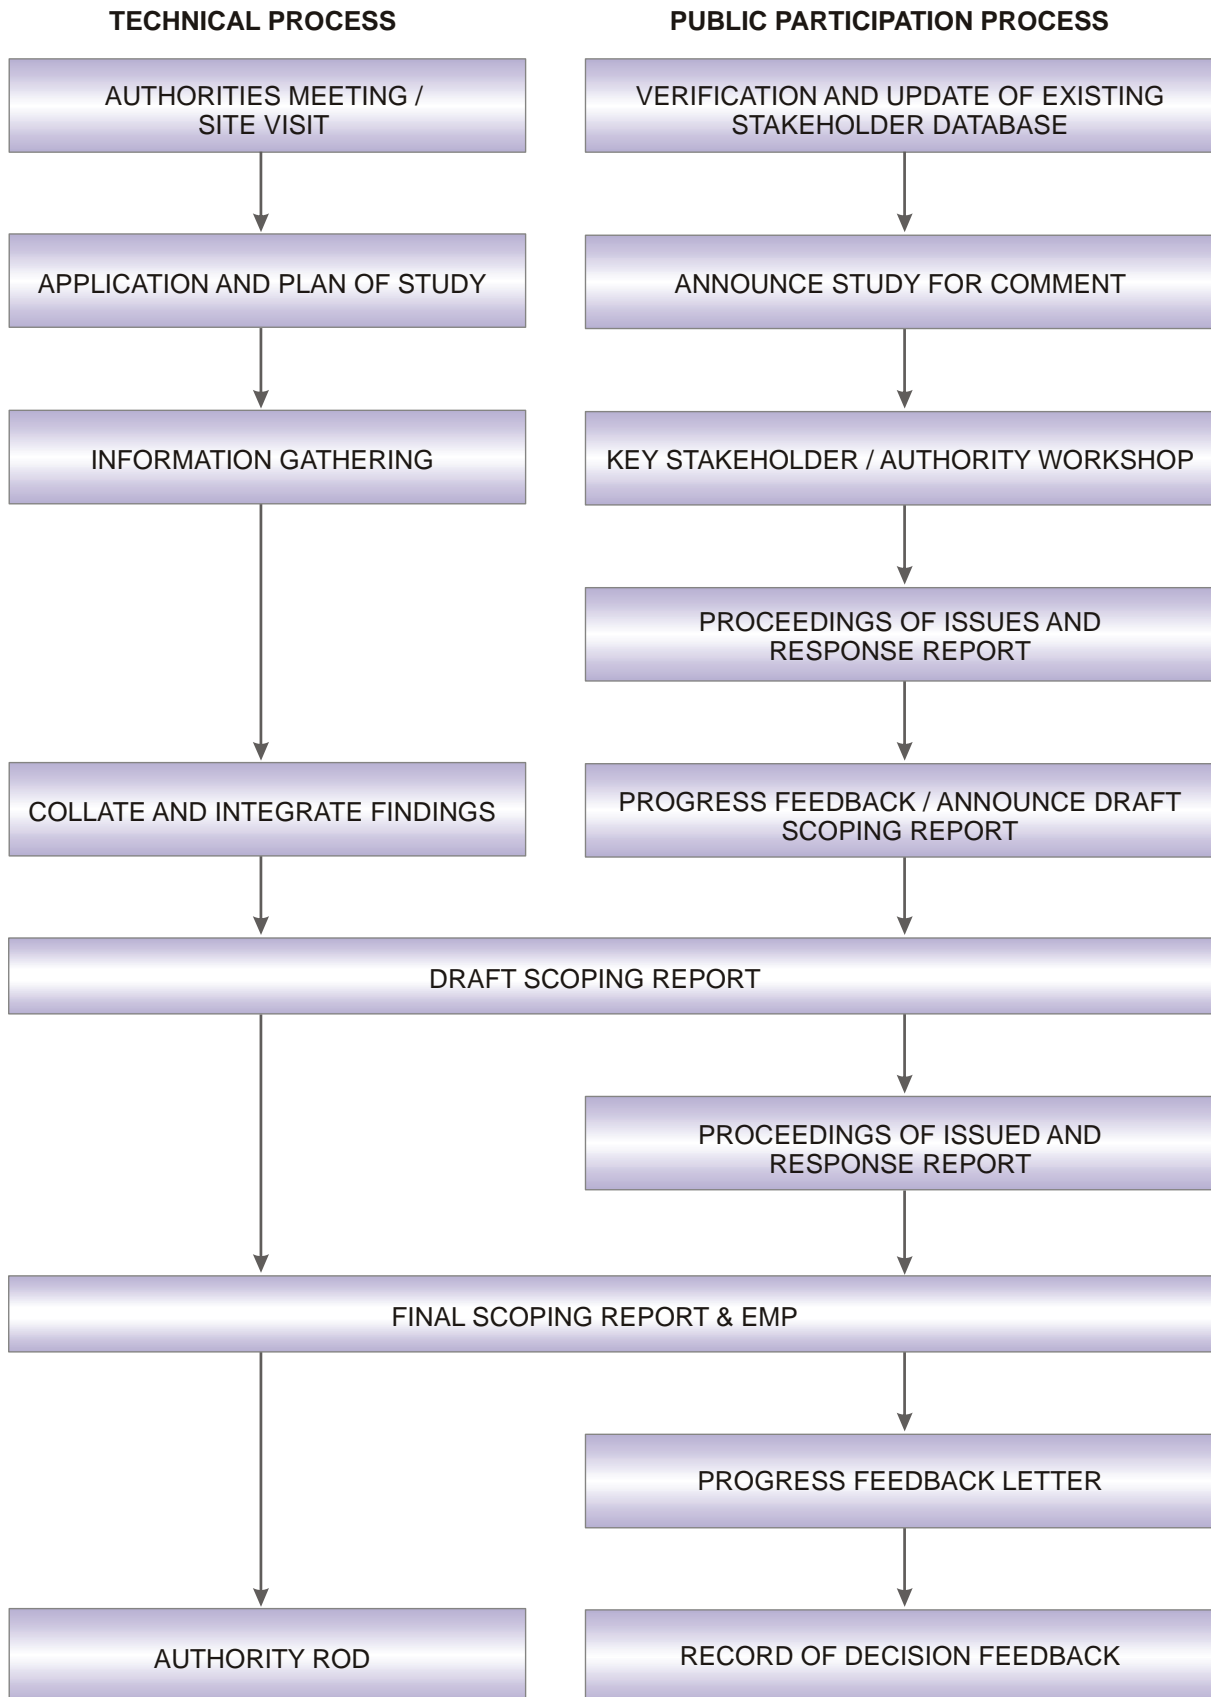 TECHNICAL PROCESS
PUBLIC PARTICIPATION PROCESS
AUTHORITIES MEETING /
SITE VISIT
VERIFICATION AND UPDATE OF EXISTING
STAKEHOLDER DATABASE
APPLICATION AND PLAN OF STUDY
ANNOUNCE STUDY FOR COMMENT
INFORMATION GATHERING
KEY STAKEHOLDER / AUTHORITY WORKSHOP
PROCEEDINGS OF ISSUES AND
RESPONSE REPORT
COLLATE AND INTEGRATE FINDINGS
PROGRESS FEEDBACK / ANNOUNCE DRAFT
SCOPING REPORT
DRAFT SCOPING REPORT
PROCEEDINGS OF ISSUED AND
RESPONSE REPORT
FINAL SCOPING REPORT & EMP
PROGRESS FEEDBACK LETTER
AUTHORITY ROD
RECORD OF DECISION FEEDBACK